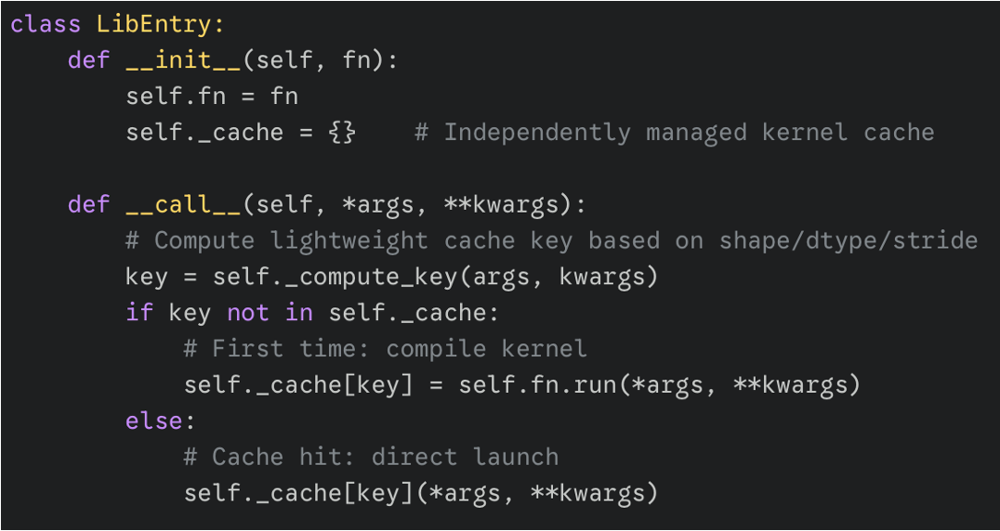 class LibEntry:
    def __init__(self, fn):
        self.fn = fn
        self._cache = {}    # Independently managed kernel cache

    def __call__(self, *args, **kwargs):
        # Compute lightweight cache key based on shape/dtype/stride
        key = self._compute_key(args, kwargs)
        if key not in self._cache:
            # First time: compile kernel
            self._cache[key] = self.fn.run(*args, **kwargs)
        else:
            # Cache hit: direct launch
            self._cache[key](*args, **kwargs)